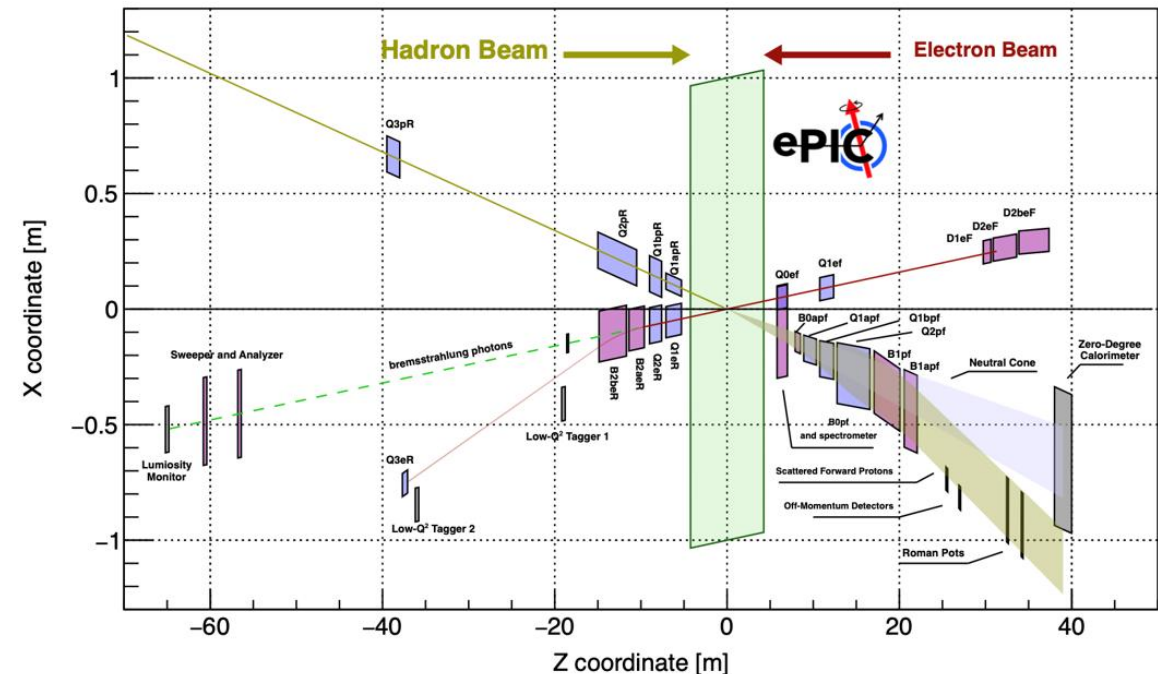 Hadron Beam
Electron Beam
ePIC
Q3pR
Q2pR
Q1bpR
Q1apR
D2beF
D2eF
D1eF
Q1ef
Q0ef
B0apf
Q1apf
Q1bpf
Q2pf
B1pf
B1apf
Neutral Cone
Zero-Degree
Calorimeter
bremsstrahlung photons
Sweeper and Analyzer
B2beR
B2aeR
Q2eR
Q1eR
B0pf
and spectrometer
Low-Q² Tagger 1
Lumiosity
Monitor
Q3eR
Low-Q² Tagger 2
Scattered Forward Protons
Off-Momentum Detectors
Roman Pots
1
0.5
0
−0.5
−1
X coordinate [m]
−60
−40
−20
0
20
40
Z coordinate [m]